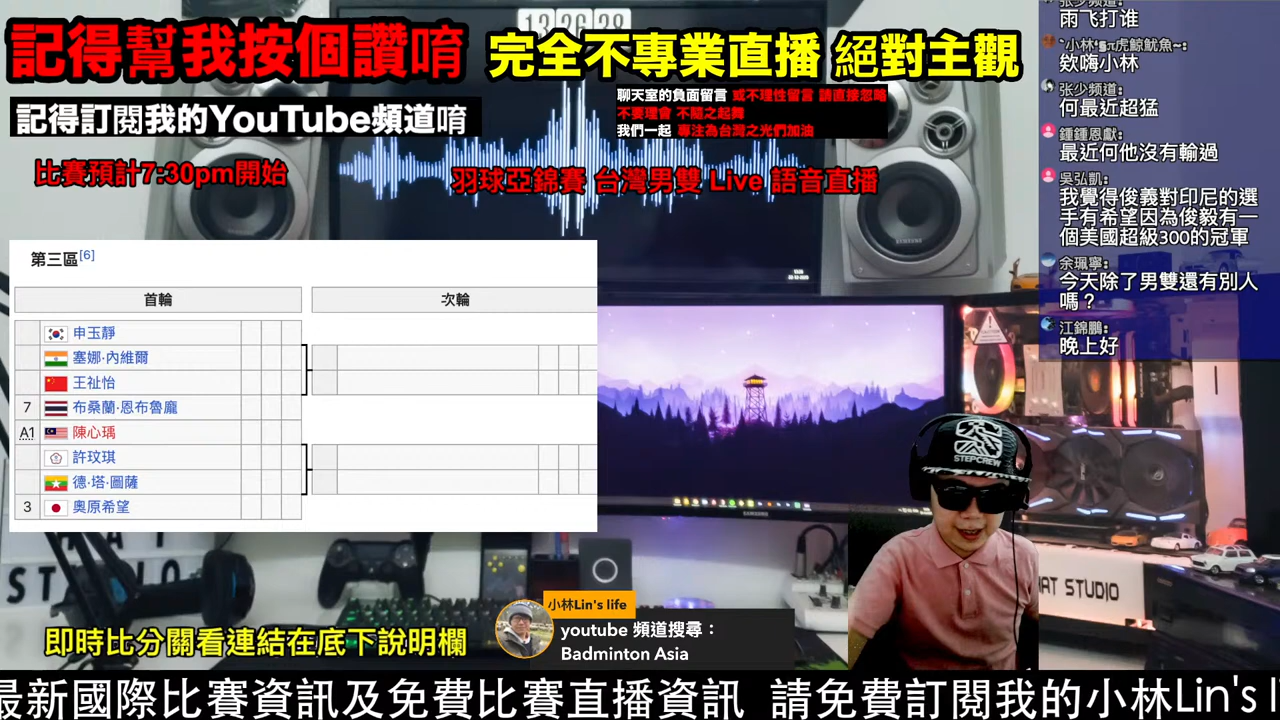 記得幫我按個讚唷
完全不專業直播 絕對主觀
記得訂閱我的YouTube頻道唷
聊天室的負面留言 或不理性留言 請直接忽略
不要理會 不隨之起舞
我們一起 專注為台灣之光們加油
比賽預計7:30pm開始
羽球亞錦賽 台灣男雙 Live 語音直播
第三區[6]
首輪 次輪
申玉靜
塞娜·內維爾
王祉怡
7 布桑蘭·恩布魯龐
A1 陳心瑀
許玟琪
德·塔·圖薩
3 奧原希望
雨飞打谁
欸嗨小林
张少频道:
何最近超猛
鍾鍾恩獻:
最近何他沒有輸過
吳弘凱:
我覺得俊義對印尼的選
手有希望因為俊毅有一
個美國超級300的冠軍
余珮寧:
今天除了男雙還有別人
嗎？
江錦鵬:
晚上好
STEPCREW
SAMSUNG
HAT STUDIO
STUDIO
即時比分關看連結在底下說明欄
小林Lin's life
youtube 頻道搜尋：
Badminton Asia
最新國際比賽資訊及免費比賽直播資訊 請免費訂閱我的小林Lin's li